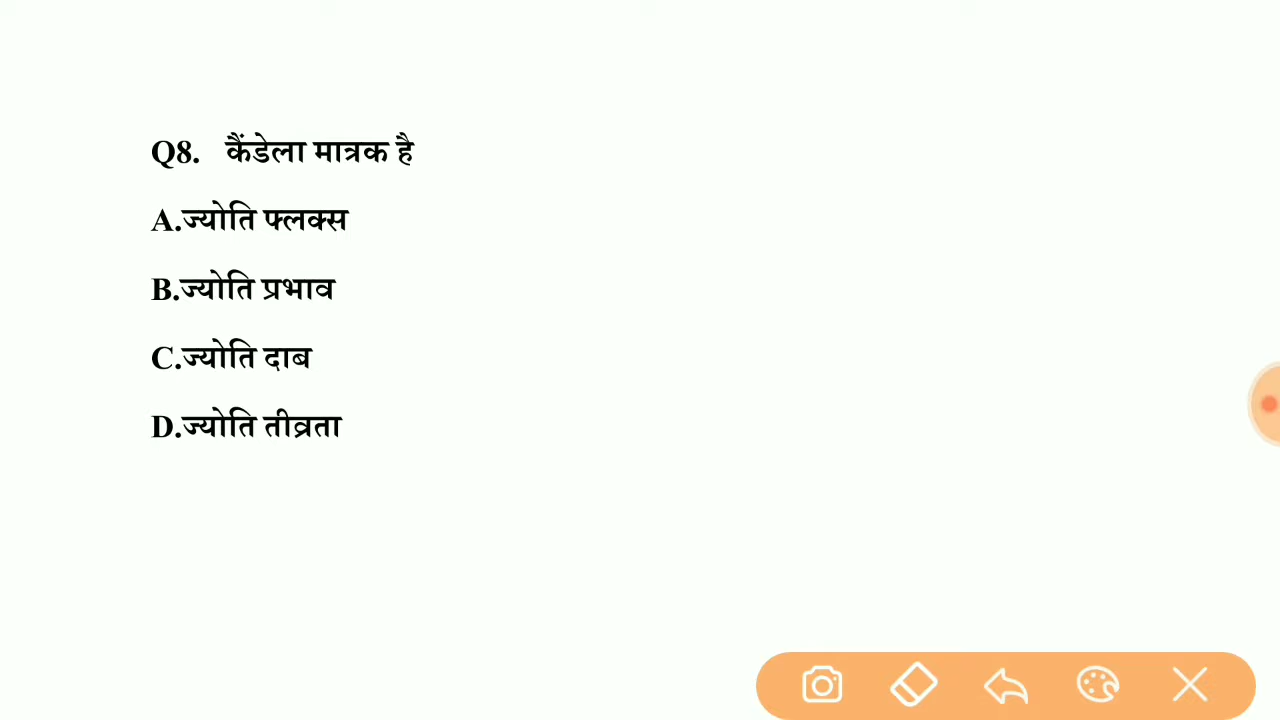 Q8. कैंडेला मात्रक है
A.ज्योति फ्लक्स
B.ज्योति प्रभाव
C.ज्योति दाब
D.ज्योति तीव्रता